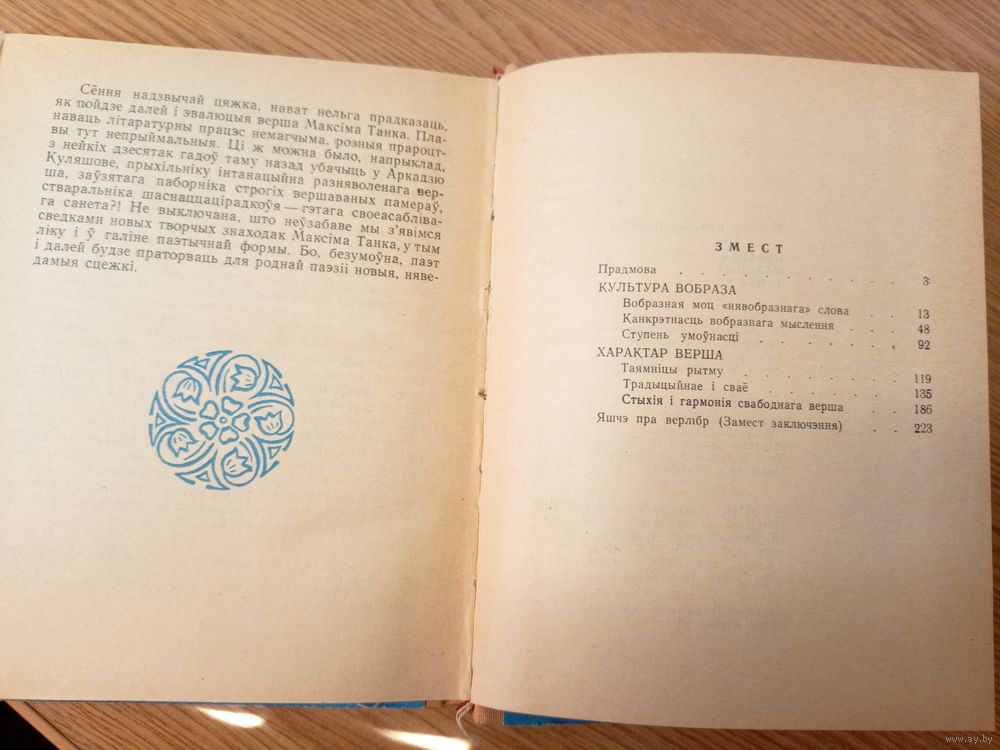 Сёння надзвычай цяжка, нават нельга прадказаць,
як пойдзе далей і эвалюцыя верша Максіма Танка. Пла-
наваць літаратурны працэс немагчыма, розныя прароцт-
вы тут непрыймальныя. Ці ж можна было, напрыклад,
з нейкіх дзесятак гадоў таму назад убачыць у Аркадзю
Куляшове, прыхільніку інтанацыйна разняволенага вер-
ша, заўзятага паборніка строгіх вершаваных памераў,
стваральніка шаснаццацірадкоўя — гэтага своеасабліва-
га санета?! Не выключана, што неўзабаве мы з'явімся
сведкамі новых творчых знаходак Максіма Танка, у тым
ліку і ў галіне паэтычнай формы. Бо, безумоўна, паэт
і далей будзе праторваць для роднай паэзіі новыя, няве-
дамыя сцежкі.
ЗМЕСТ
Прадмова . . . . . . . . . . 3
КУЛЬТУРА ВОБРАЗА
Вобразная моц «нявобразнага» слова . . 13
Канкрэтнасць вобразнага мыслення . . . 48
Ступень умоўнасці . . . . . . 92
ХАРАКТАР ВЕРША
Таямніцы рытму . . . . . . . 119
Традыцыйнае і сваё . . . . . . 135
Стыхія і гармонія свабоднага верша . . 186
Яшчэ пра верлібр (Замест заключэння) . . 223
www.ay.by